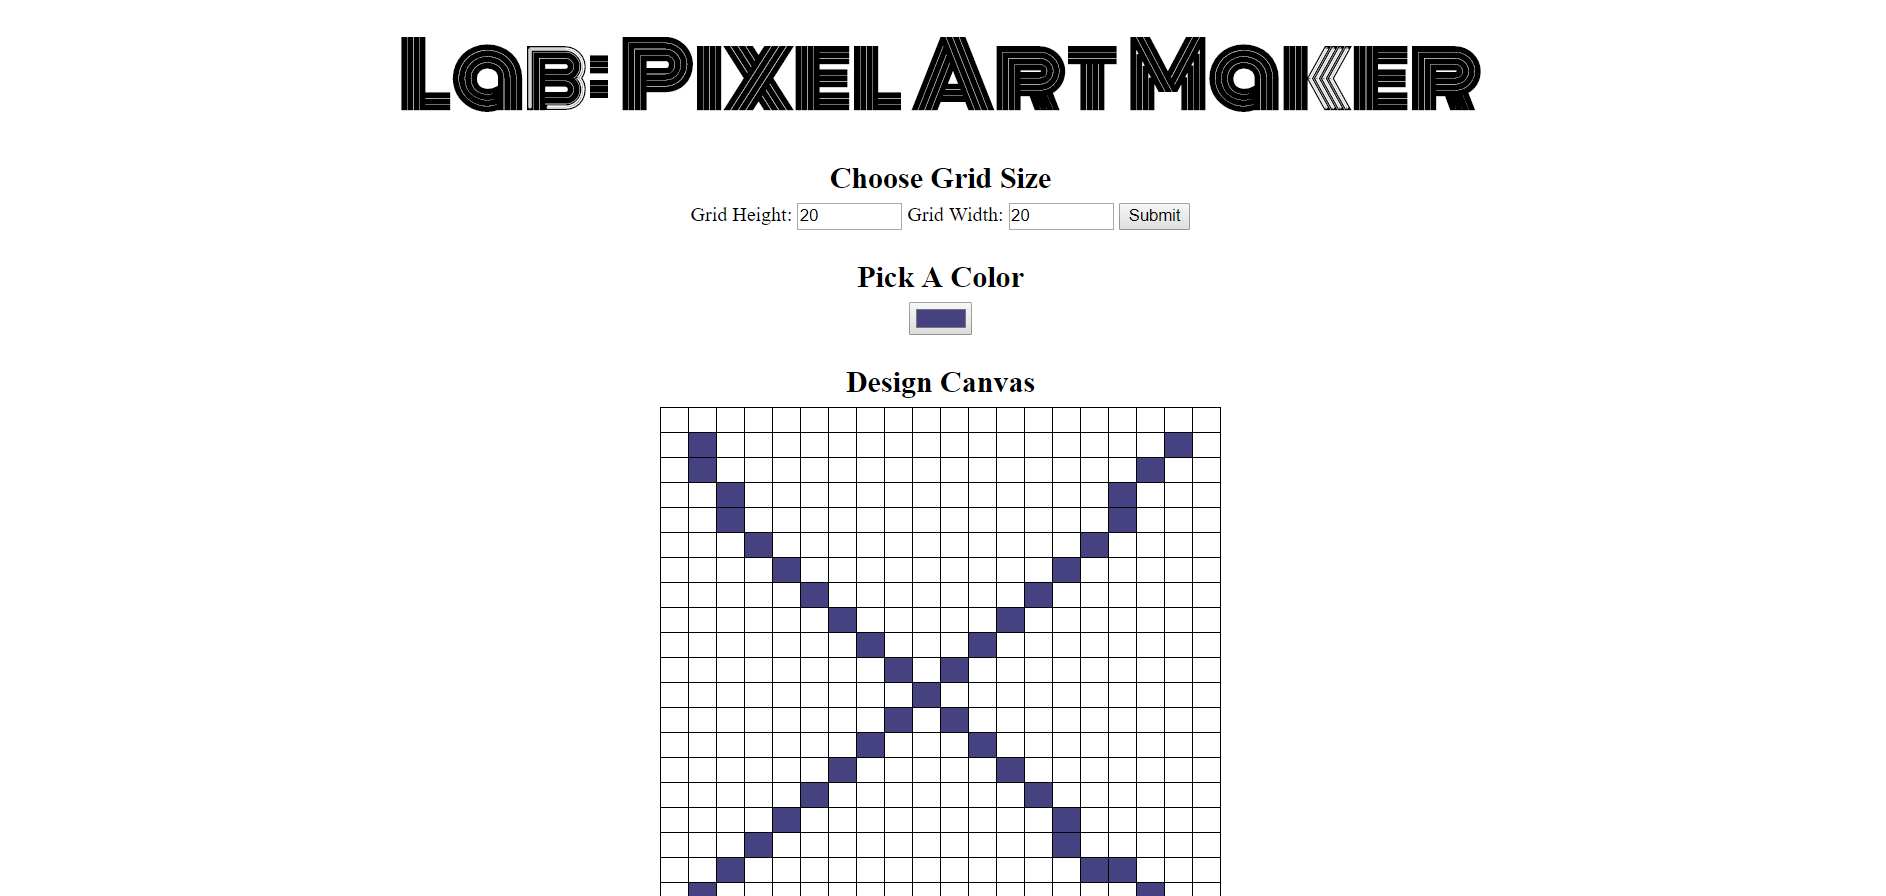 Lab: Pixel Art Maker
Choose Grid Size
Grid Height: 20 Grid Width: 20 Submit
Pick A Color
Design Canvas